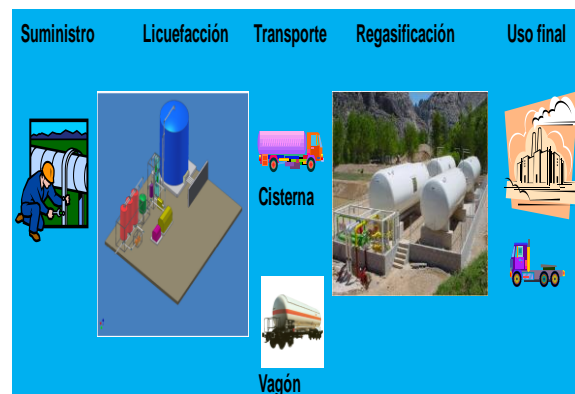 Suministro Licuefacción Transporte Regasificación Uso final
Cisterna
Vagón